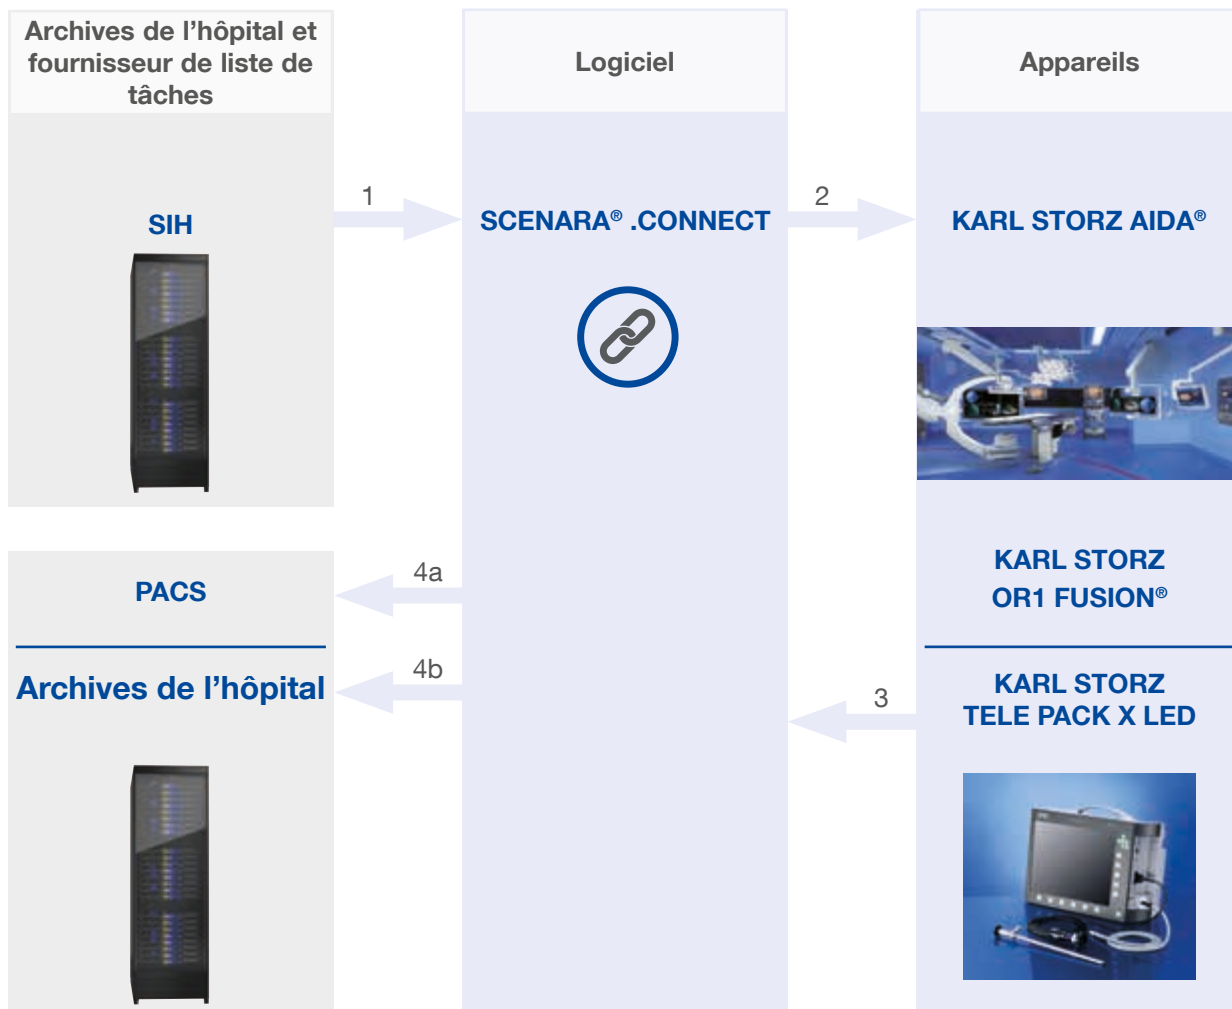 Archives de l’hôpital et
fournisseur de liste de
tâches
Logiciel
Appareils
1
2
SIH
SCENARA® .CONNECT
KARL STORZ AIDA®
4a
PACS
KARL STORZ
OR1 FUSION®
4b
Archives de l’hôpital
3
KARL STORZ
TELE PACK X LED